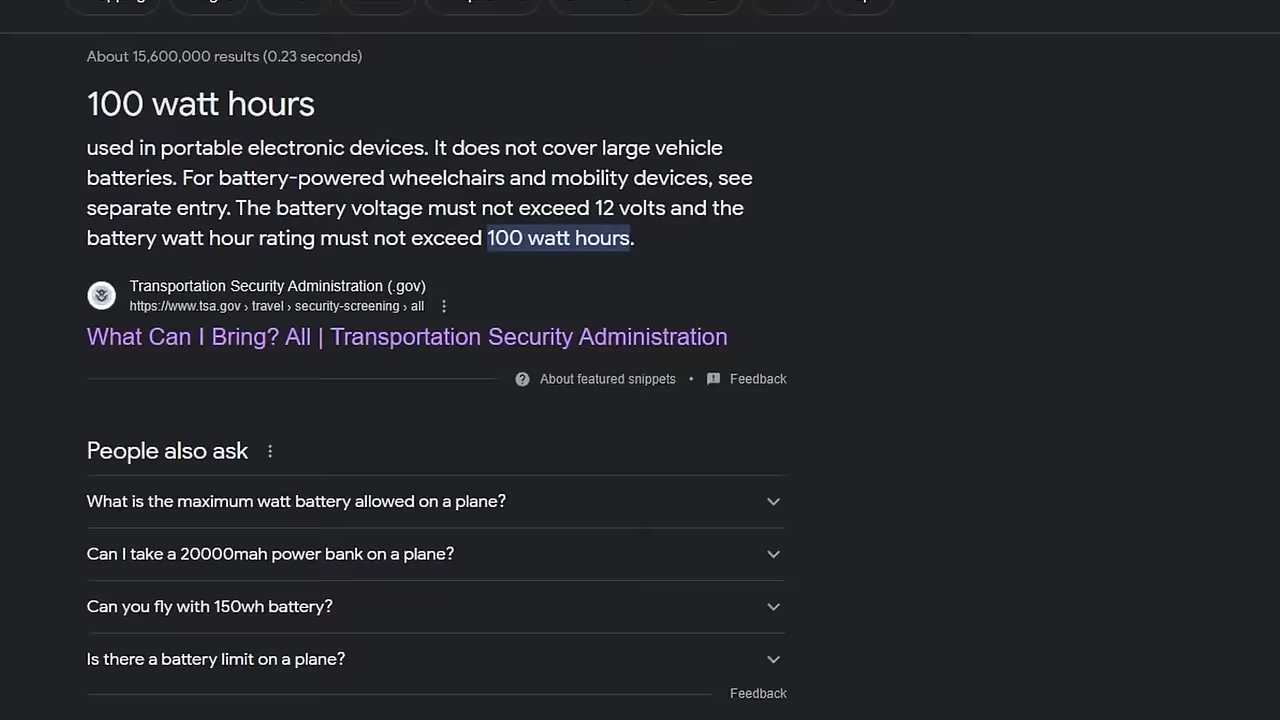 About 15,600,000 results (0.23 seconds)
100 watt hours
used in portable electronic devices. It does not cover large vehicle
batteries. For battery-powered wheelchairs and mobility devices, see
separate entry. The battery voltage must not exceed 12 volts and the
battery watt hour rating must not exceed 100 watt hours.
Transportation Security Administration (.gov)
https://www.tsa.gov › travel › security-screening › all
What Can I Bring? All | Transportation Security Administration
About featured snippets • Feedback
People also ask
What is the maximum watt battery allowed on a plane?
Can I take a 20000mah power bank on a plane?
Can you fly with 150wh battery?
Is there a battery limit on a plane?
Feedback